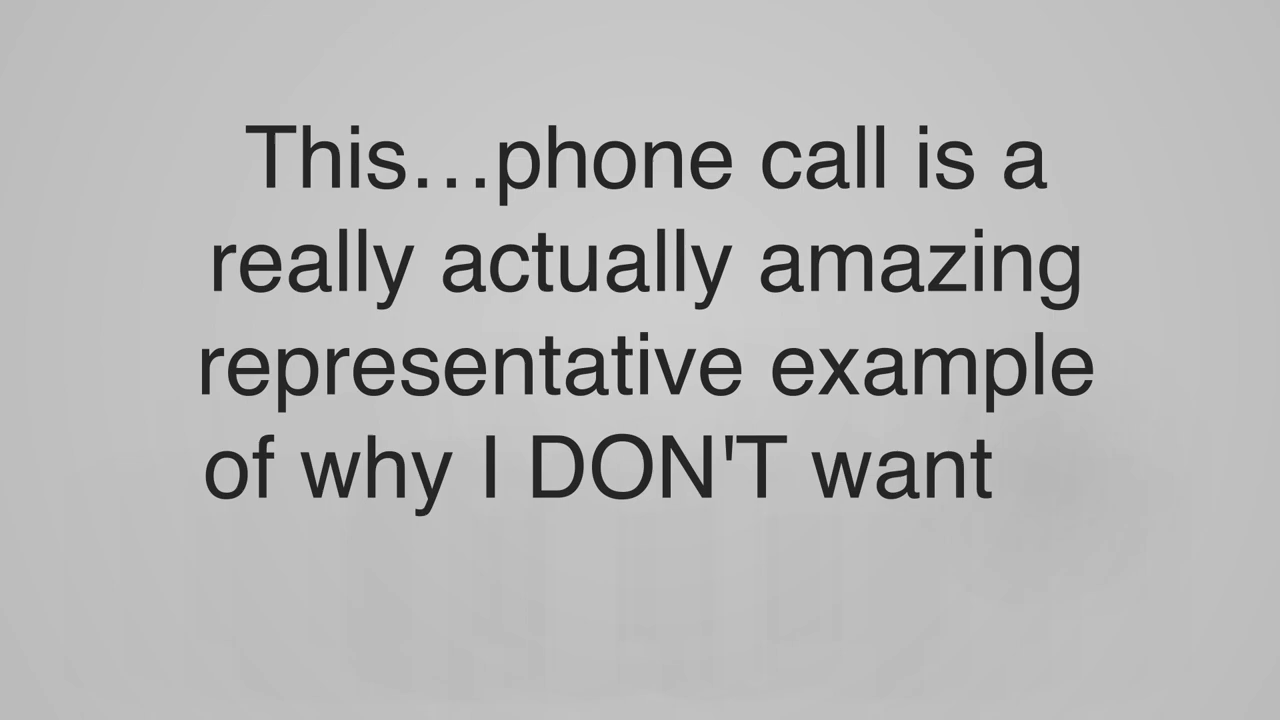 This…phone call is a
really actually amazing
representative example
of why I DON'T want